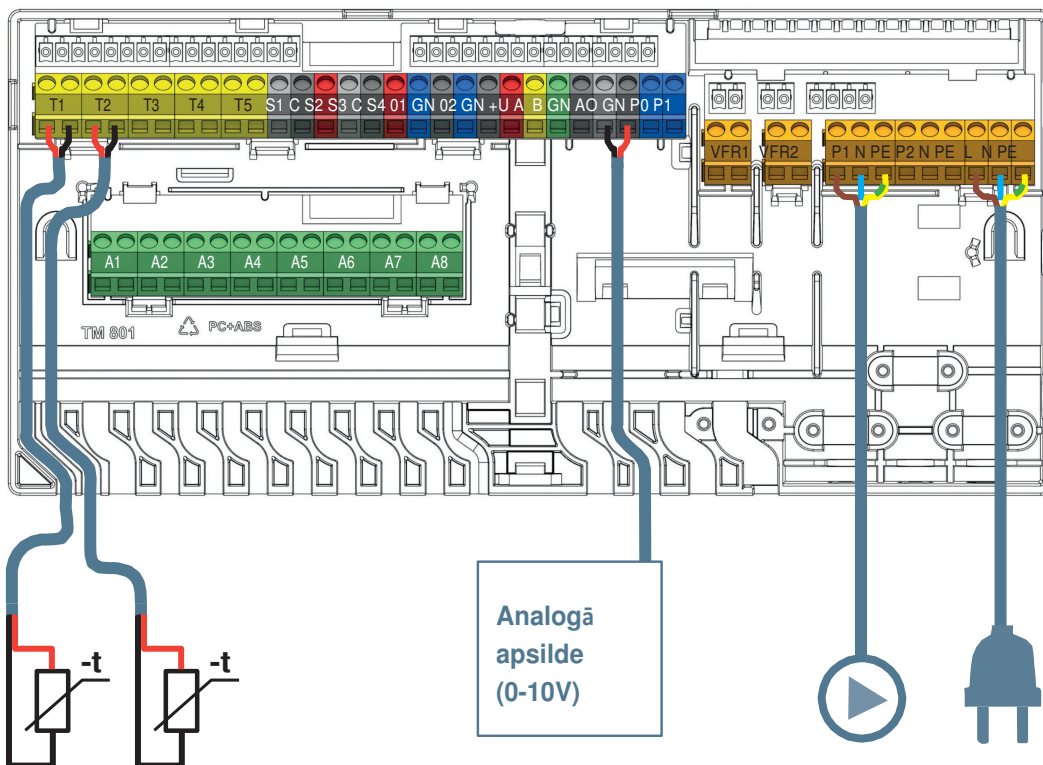 T1 T2 T3 T4 T5 S1 C S2 S3 C S4 01 GN 02 GN +U A B GN AO GN P0 P1
VFR1 VFR2 P1 N PE P2 N PE L N PE
A1 A2 A3 A4 A5 A6 A7 A8
TM 801 PC+ABS
-t -t
Analogā
apsilde
(0-10V)